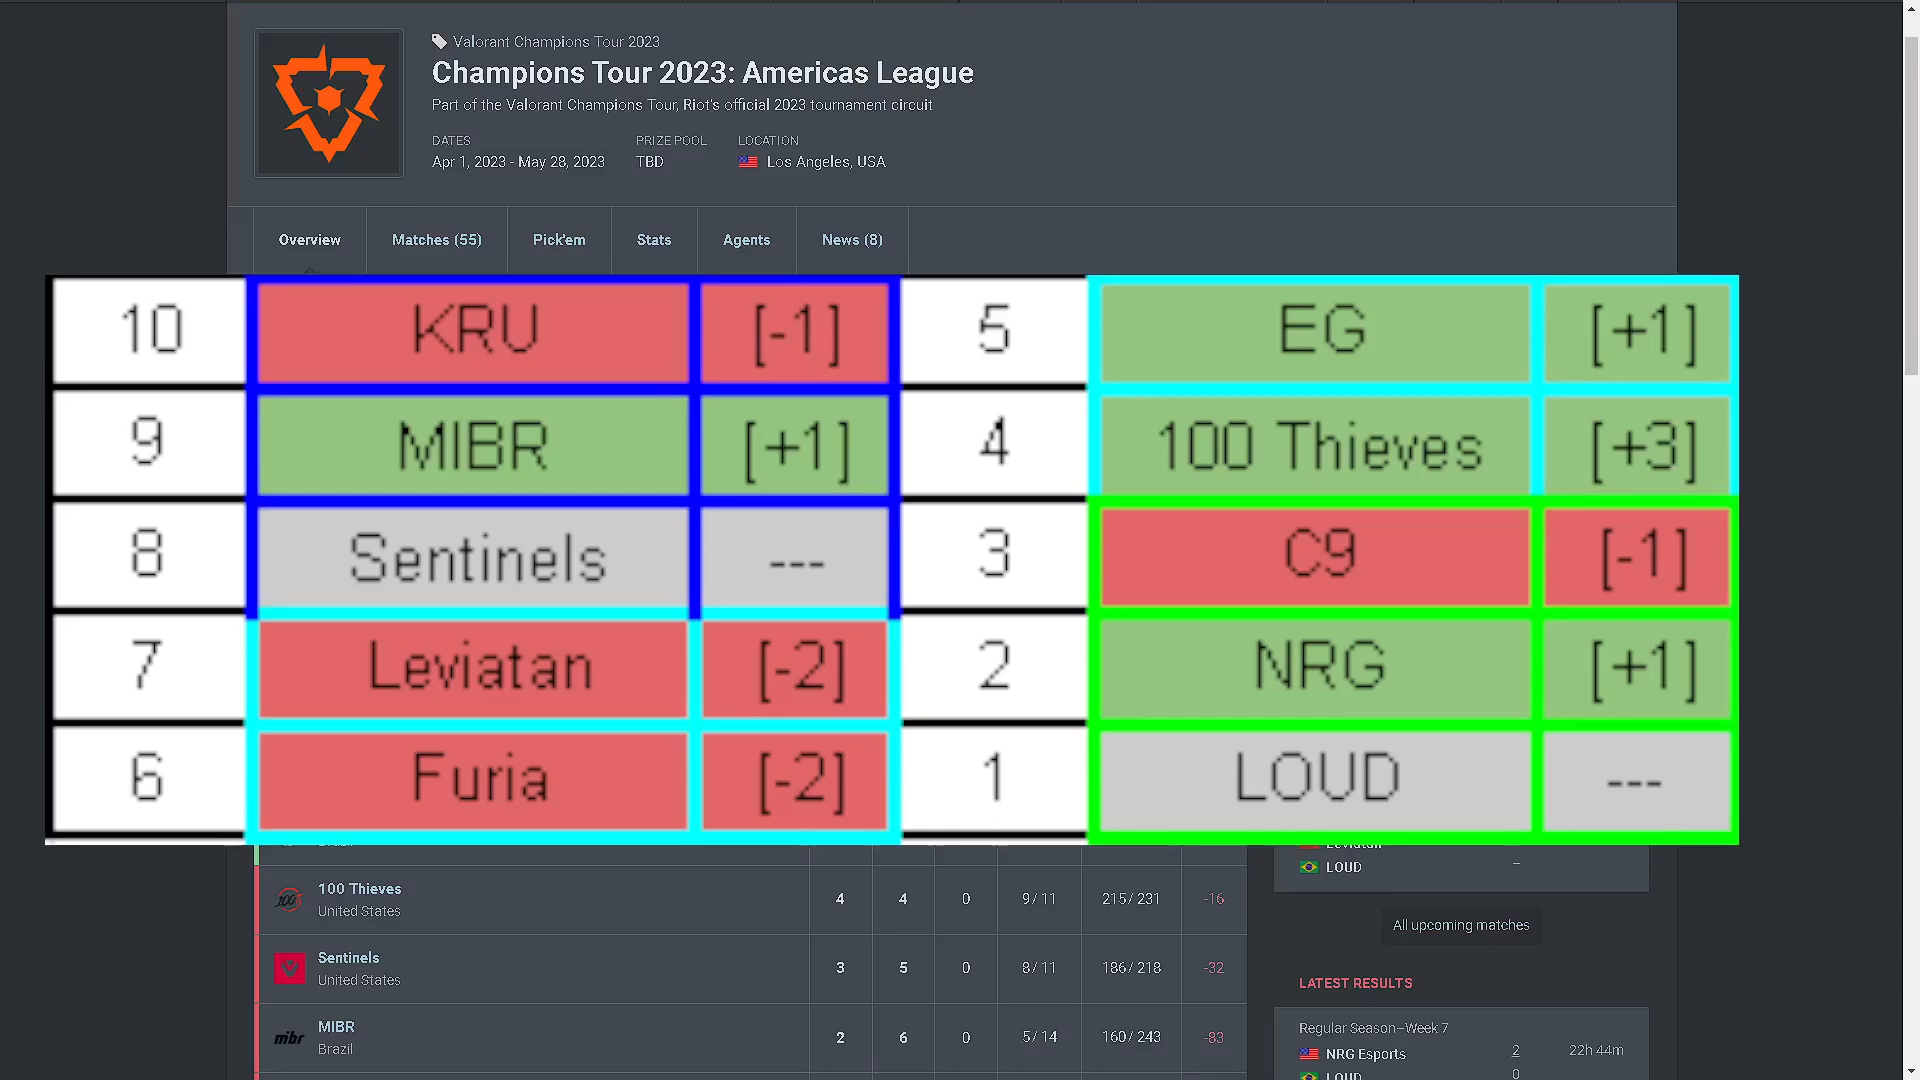 Valorant Champions Tour 2023
Champions Tour 2023: Americas League
Part of the Valorant Champions Tour, Riot's official 2023 tournament circuit
DATES PRIZE POOL LOCATION
Apr 1, 2023 - May 28, 2023 TBD Los Angeles, USA
Overview Matches (55) Pick'em Stats Agents News (8)
10 KRU [-1] 5 EG [+1]
9 MIBR [+1] 4 100 Thieves [+3]
8 Sentinels --- 3 C9 [-1]
7 Leviatan [-2] 2 NRG [+1]
6 Furia [-2] 1 LOUD ---
Brazil
100 Thieves
United States
4 4 0 9/ 11 215/ 231 -16
Sentinels
United States
3 5 0 8/ 11 186/ 218 -32
mibr
MIBR
Brazil
2 6 0 5/ 14 160/ 243 -83
Leviatán
LOUD –
All upcoming matches
LATEST RESULTS
Regular Season–Week 7
NRG Esports 2 22h 44m
LOUD 0